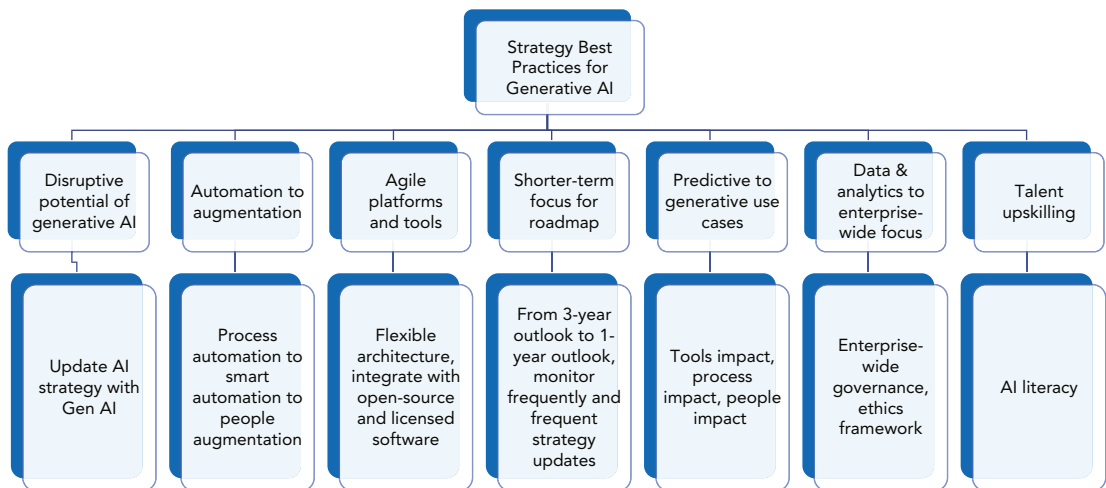 Strategy Best
Practices for
Generative AI
Disruptive
potential of
generative AI
Automation to
augmentation
Agile
platforms
and tools
Shorter-term
focus for
roadmap
Predictive to
generative use
cases
Data &
analytics to
enterprise-
wide focus
Talent
upskilling
Update AI
strategy with
Gen AI
Process
automation to
smart
automation to
people
augmentation
Flexible
architecture,
integrate with
open-source
and licensed
software
From 3-year
outlook to 1-
year outlook,
monitor
frequently and
frequent
strategy
updates
Tools impact,
process
impact, people
impact
Enterprise-
wide
governance,
ethics
framework
AI literacy